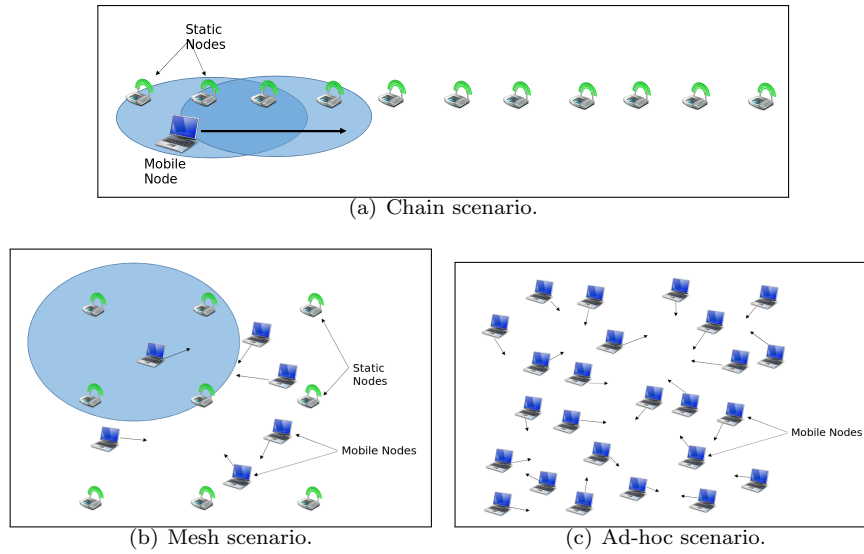 Static
Nodes
Mobile
Node
(a) Chain scenario.
Static
Nodes
Mobile Nodes
(b) Mesh scenario.
Mobile Nodes
(c) Ad-hoc scenario.